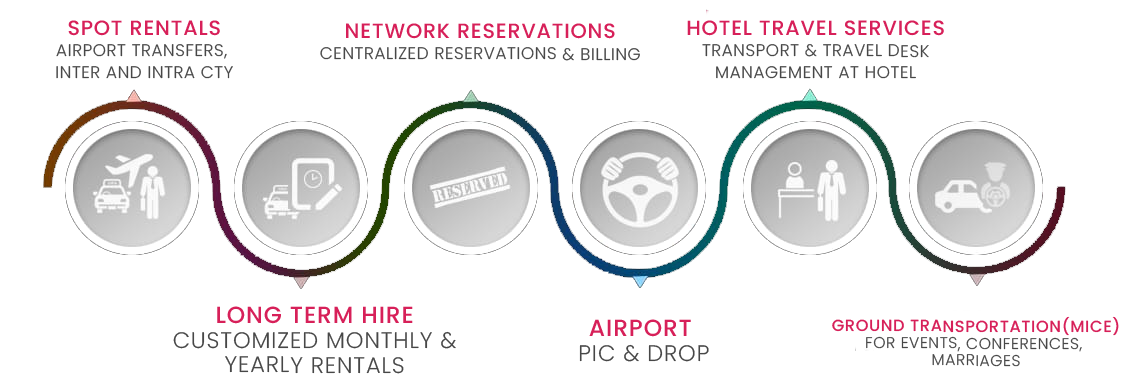 SPOT RENTALS
AIRPORT TRANSFERS,
INTER AND INTRA CTY
LONG TERM HIRE
CUSTOMIZED MONTHLY &
YEARLY RENTALS
NETWORK RESERVATIONS
CENTRALIZED RESERVATIONS & BILLING
RESERVED
AIRPORT
PIC & DROP
HOTEL TRAVEL SERVICES
TRANSPORT & TRAVEL DESK
MANAGEMENT AT HOTEL
GROUND TRANSPORTATION(MICE)
FOR EVENTS, CONFERENCES,
MARRIAGES